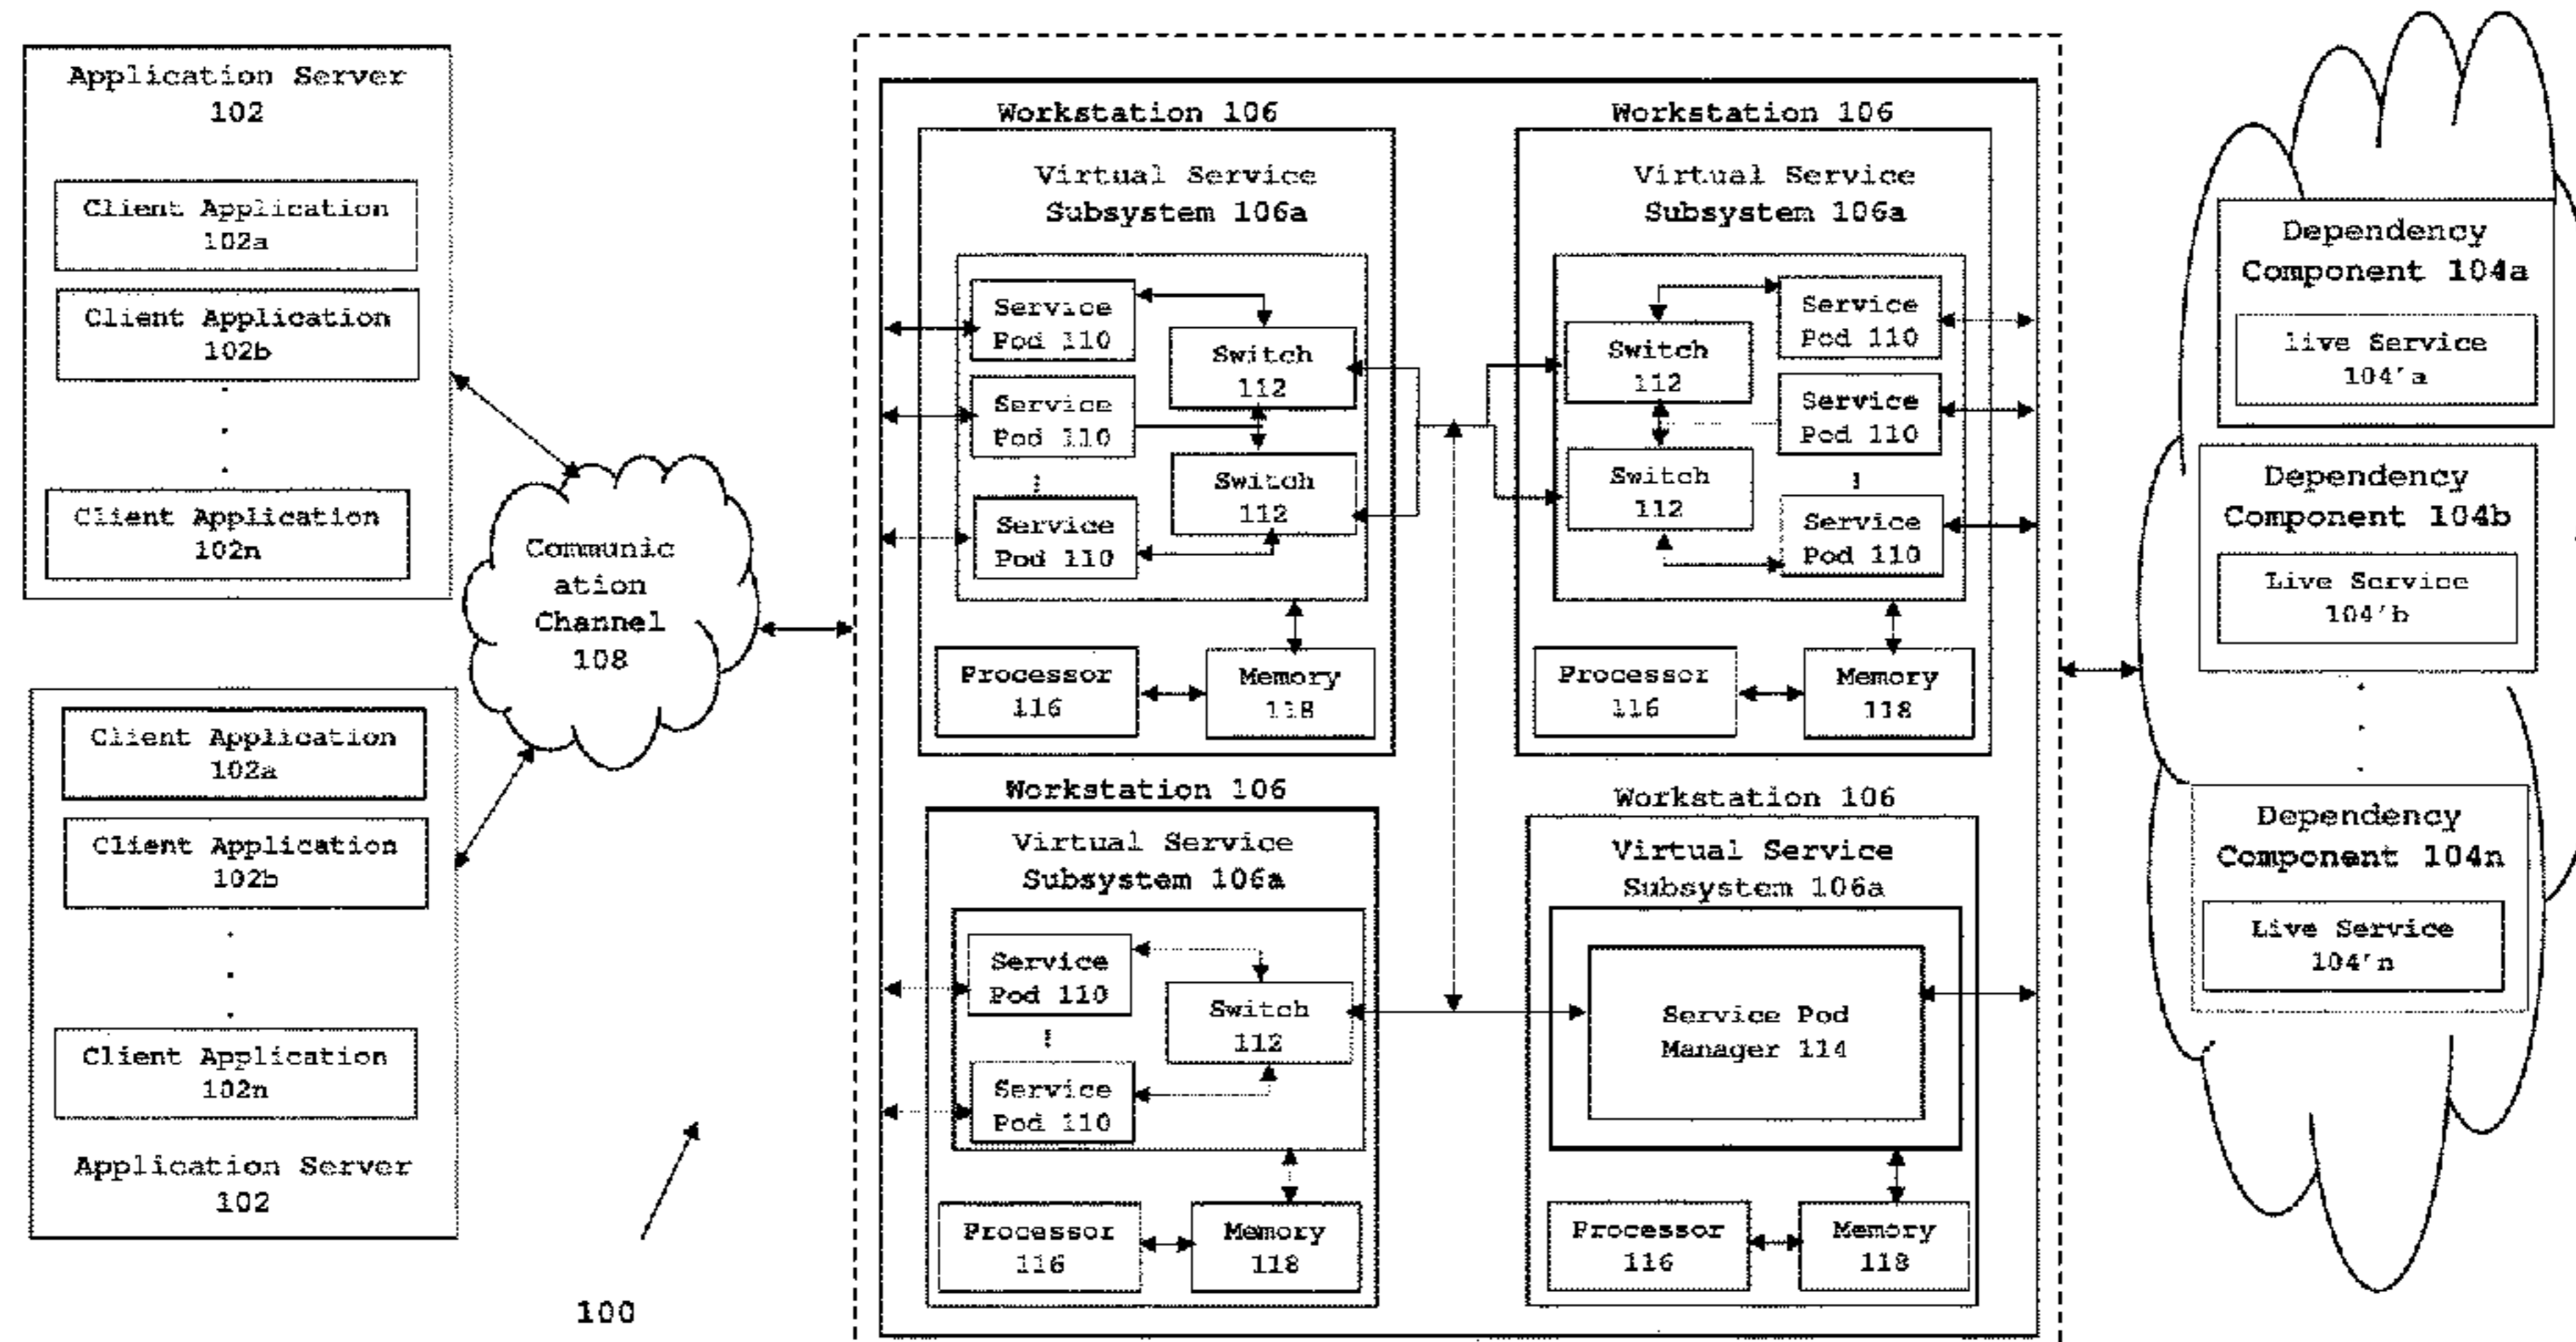 Application Server
102
Client Application
102a
Client Application
102b
Client Application
102n
Client Application
102a
Client Application
102b
Client Application
102n
Application Server
102
100
Communic
ation
Channel
108
Workstation 106
Virtual Service
Subsystem 106a
Service
Pod 110
Service
Pod 110
Service
Pod 110
Switch
112
Switch
112
Processor
116
Memory
118
Workstation 106
Virtual Service
Subsystem 106a
Switch
112
Switch
112
Service
Pod 110
Service
Pod 110
Service
Pod 110
Processor
116
Memory
118
Workstation 106
Virtual Service
Subsystem 106a
Service
Pod 110
Service
Pod 110
Switch
112
Processor
116
Memory
118
Workstation 106
Virtual Service
Subsystem 106a
Service Pod
Manager 114
Processor
116
Memory
118
Dependency
Component 104a
live Service
104'a
Dependency
Component 104b
Live Service
104'b
Dependency
Component 104n
Live Service
104'n